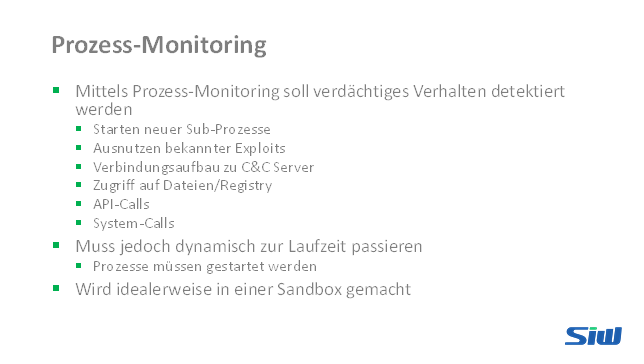 Prozess-Monitoring
Mittels Prozess-Monitoring soll verdächtiges Verhalten detektiert
werden
Starten neuer Sub-Prozesse
Ausnutzen bekannter Exploits
Verbindungsaufbau zu C&C Server
Zugriff auf Dateien/Registry
API-Calls
System-Calls
Muss jedoch dynamisch zur Laufzeit passieren
Prozesse müssen gestartet werden
Wird idealerweise in einer Sandbox gemacht
SiW